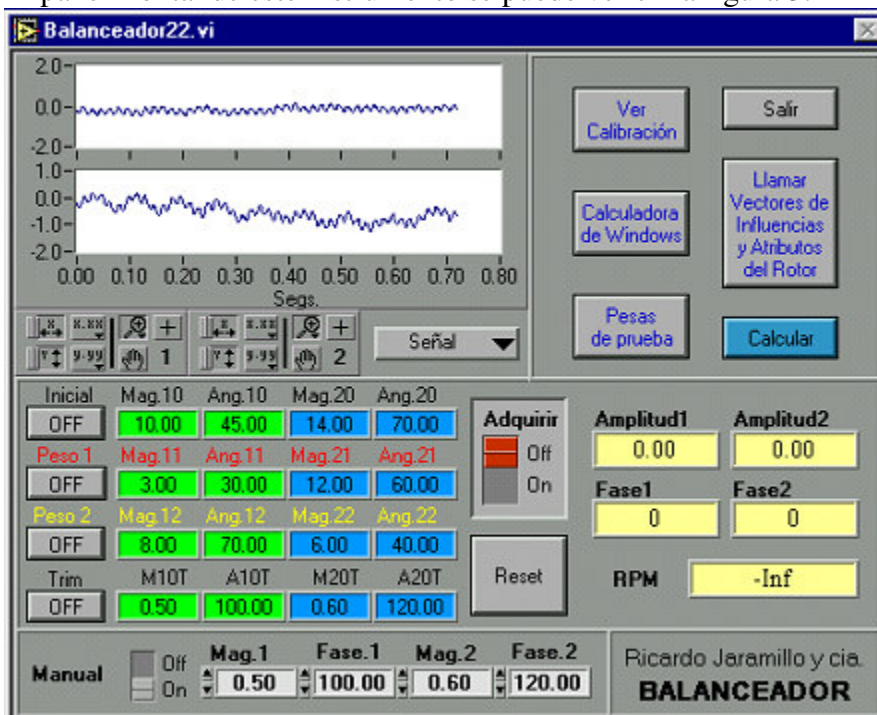 Balanceador22.vi
2.0
0.0
-2.0
1.0
0.0
-1.0
-2.0
0.00 0.10 0.20 0.30 0.40 0.50 0.60 0.70 0.80
Segs.
Ver
Calibración
Salir
Calculadora
de Windows
Llamar
Vectores de
Influencias
y Atributos
del Rotor
Pesas
de prueba
Calcular
X X.XX + Y Y.YY 1
X X.XX + Y Y.YY 2
Señal
Inicial Mag.10 Ang.10 Mag.20 Ang.20
OFF 10.00 45.00 14.00 70.00
Peso 1 Mag.11 Ang.11 Mag.21 Ang.21
OFF 3.00 30.00 12.00 60.00
Peso 2 Mag.12 Ang.12 Mag.22 Ang.22
OFF 8.00 70.00 6.00 40.00
Trim M10T A10T M20T A20T
OFF 0.50 100.00 0.60 120.00
Adquirir
Off
On
Reset
Amplitud1 Amplitud2
0.00 0.00
Fase1 Fase2
0 0
RPM -Inf
Manual
Off
On
Mag.1 Fase.1 Mag.2 Fase.2
0.50 100.00 0.60 120.00
Ricardo Jaramillo y cia.
BALANCEADOR